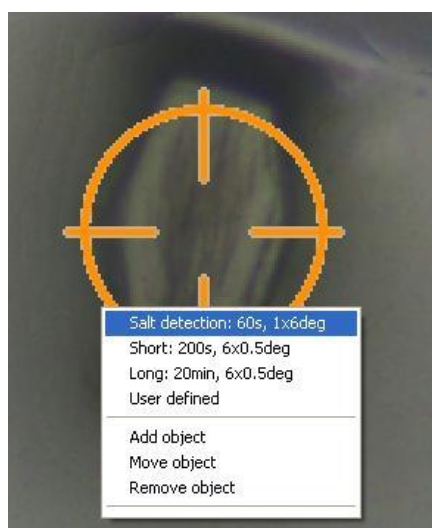 Salt detection: 60s, 1x6deg
Short: 200s, 6x0.5deg
Long: 20min, 6x0.5deg
User defined
Add object
Move object
Remove object